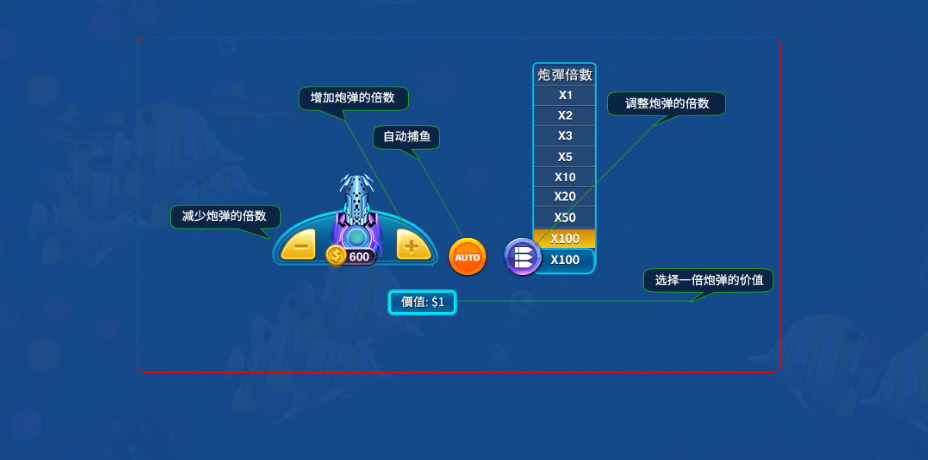 炮彈倍數
增加炮弹的倍数
X1
调整炮弹的倍数
X2
自动捕鱼
X3
X5
X10
X20
减少炮弹的倍数
X50
X100
600
AUTO
X100
选择一倍炮弹的价值
價值: $1